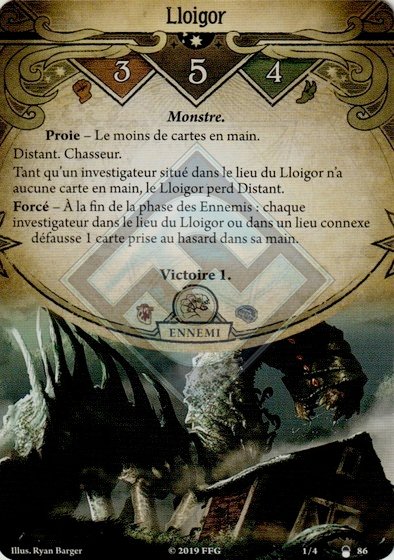 Lloigor
3 5 4
Monstre.
Proie – Le moins de cartes en main.
Distant. Chasseur.
Tant qu'un investigateur situé dans le lieu du Lloigor n'a
aucune carte en main, le Lloigor perd Distant.
Forcé – À la fin de la phase des Ennemis : chaque
investigateur dans le lieu du Lloigor ou dans un lieu connexe
défausse 1 carte prise au hasard dans sa main.
Victoire 1.
ENNEMI
Illus. Ryan Barger © 2019 FFG 1/4 86